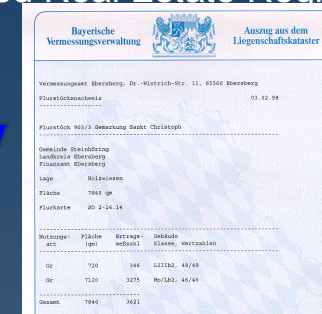 Bayerische
Vermessungsverwaltung
Auszug aus dem
Liegenschaftskataster
Vermessungsamt Ebersberg, Dr.-Wintrich-Str. 11, 85560 Ebersberg
Flurstücksnachweis 03.02.98
Flurstück 903/3 Gemarkung Sankt Christoph
Gemeinde Steinhöring
Landkreis Ebersberg
Finanzamt Ebersberg
Lage Holzwiesen
Fläche 7840 qm
Flurkarte SO 2-16.14
Nutzungs- Fläche Ertrags- Gebäude
art (qm) meßzahl Klasse, Wertzahlen
Gr 720 346 LIIIb2, 48/48
Gr 7120 3275 Mo/Lb2, 46/46
Gesamt 7840 3621